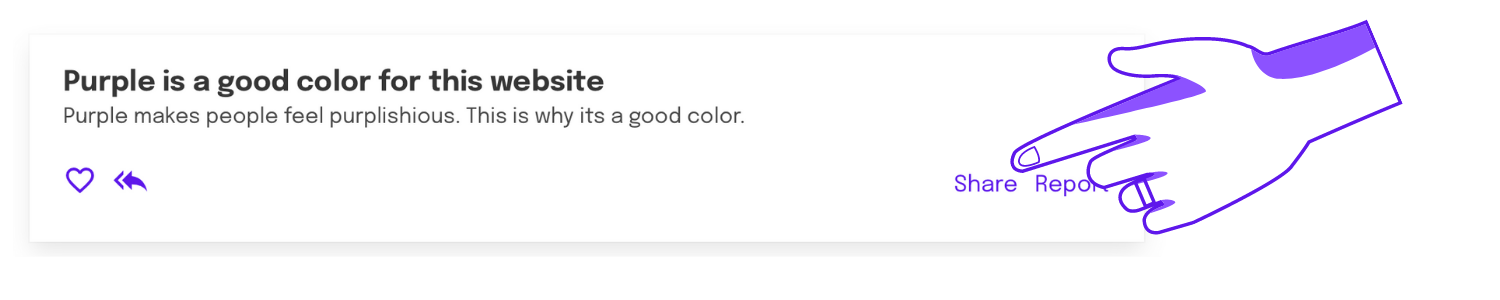 Purple is a good color for this website
Purple makes people feel purplishious. This is why its a good color.
Share Report